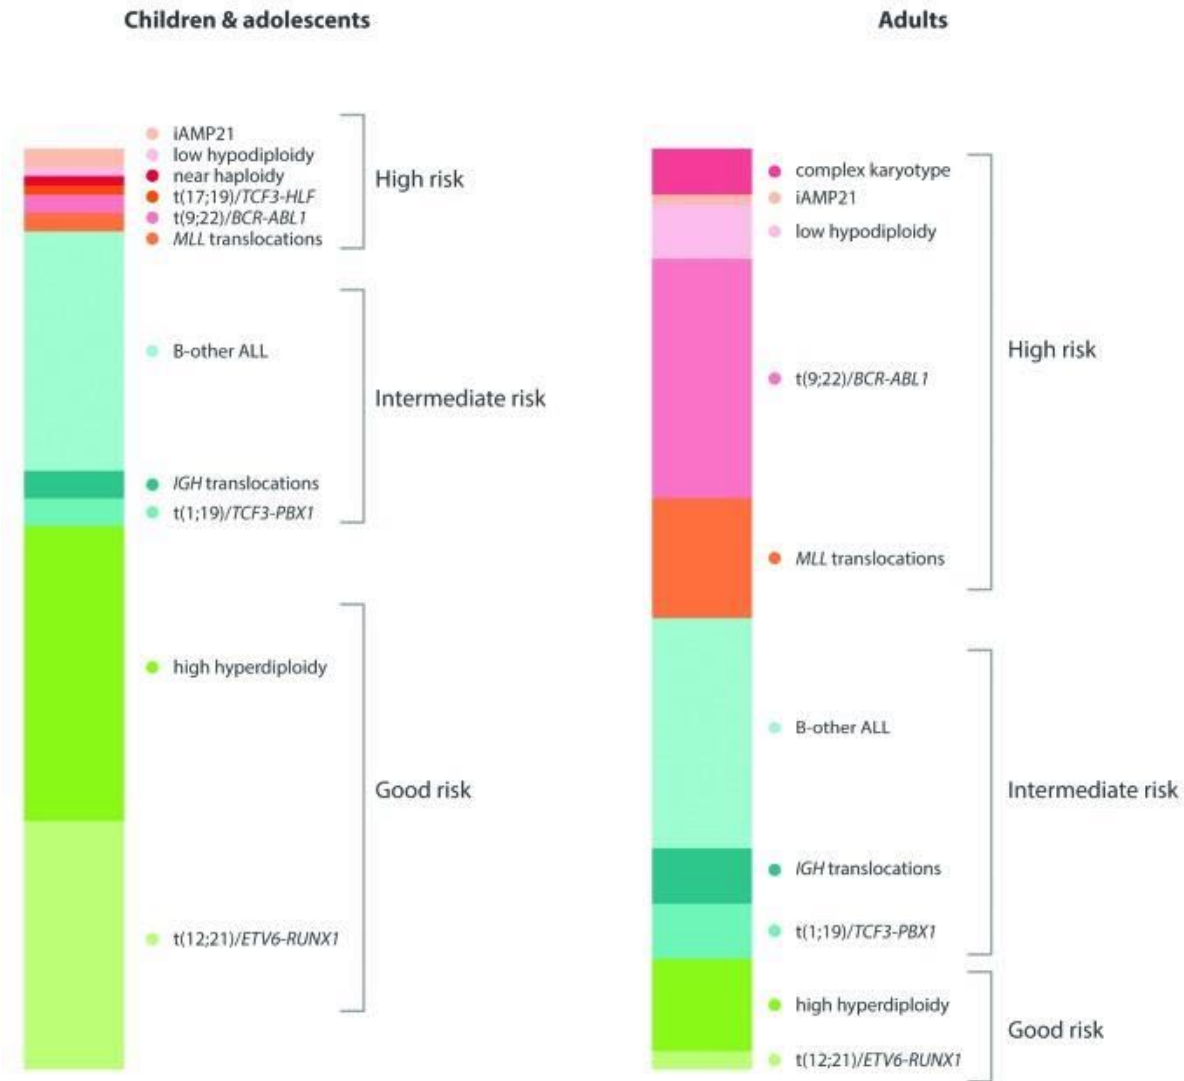 Children & adolescents
iAMP21
low hypodiploidy
near haploidy
t(17;19)/TCF3-HLF
t(9;22)/BCR-ABL1
MLL translocations
High risk
B-other ALL
IGH translocations
t(1;19)/TCF3-PBX1
Intermediate risk
high hyperdiploidy
t(12;21)/ETV6-RUNX1
Good risk
Adults
complex karyotype
iAMP21
low hypodiploidy
t(9;22)/BCR-ABL1
MLL translocations
High risk
B-other ALL
IGH translocations
t(1;19)/TCF3-PBX1
Intermediate risk
high hyperdiploidy
t(12;21)/ETV6-RUNX1
Good risk